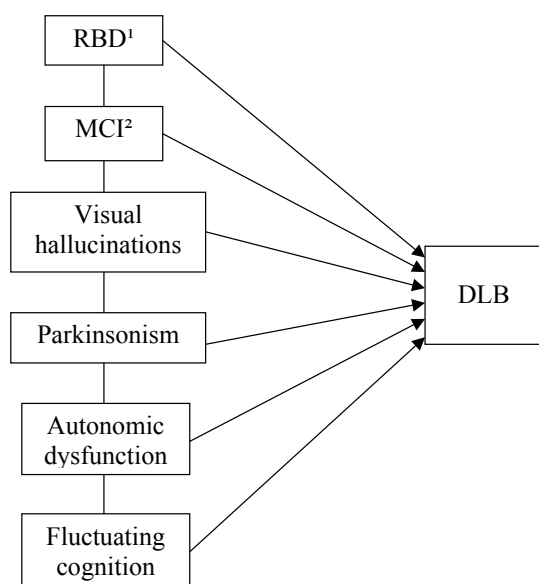 RBD¹
MCI²
Visual
hallucinations
Parkinsonism
Autonomic
dysfunction
Fluctuating
cognition
DLB